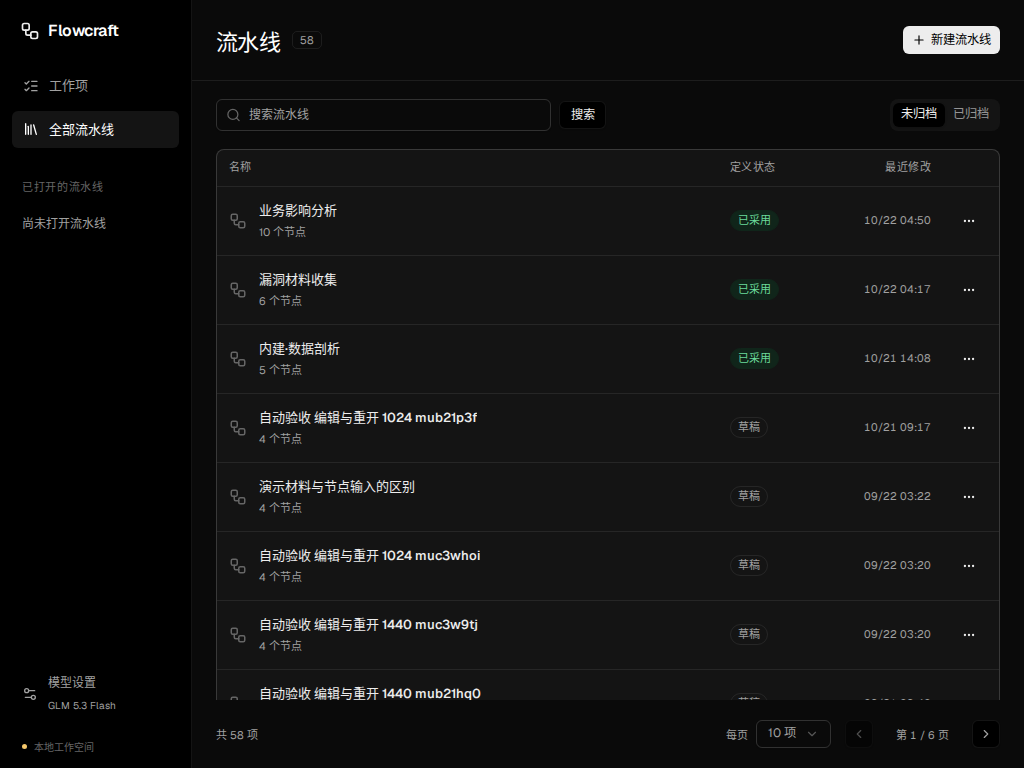 Flowcraft
工作项
全部流水线
已打开的流水线
尚未打开流水线
模型设置
GLM 5.3 Flash
本地工作空间
流水线 58
新建流水线
搜索流水线 搜索 未归档 已归档
名称 定义状态 最近修改
业务影响分析
10 个节点
已采用 10/22 04:50
漏洞材料收集
6 个节点
已采用 10/22 04:17
内建·数据剖析
5 个节点
已采用 10/21 14:08
自动验收 编辑与重开 1024 mub21p3f
4 个节点
草稿 10/21 09:17
演示材料与节点输入的区别
4 个节点
草稿 09/22 03:22
自动验收 编辑与重开 1024 muc3whoi
4 个节点
草稿 09/22 03:20
自动验收 编辑与重开 1440 muc3w9tj
4 个节点
草稿 09/22 03:20
自动验收 编辑与重开 1440 mub21hq0
共 58 项 每页 10 项 第 1 / 6 页